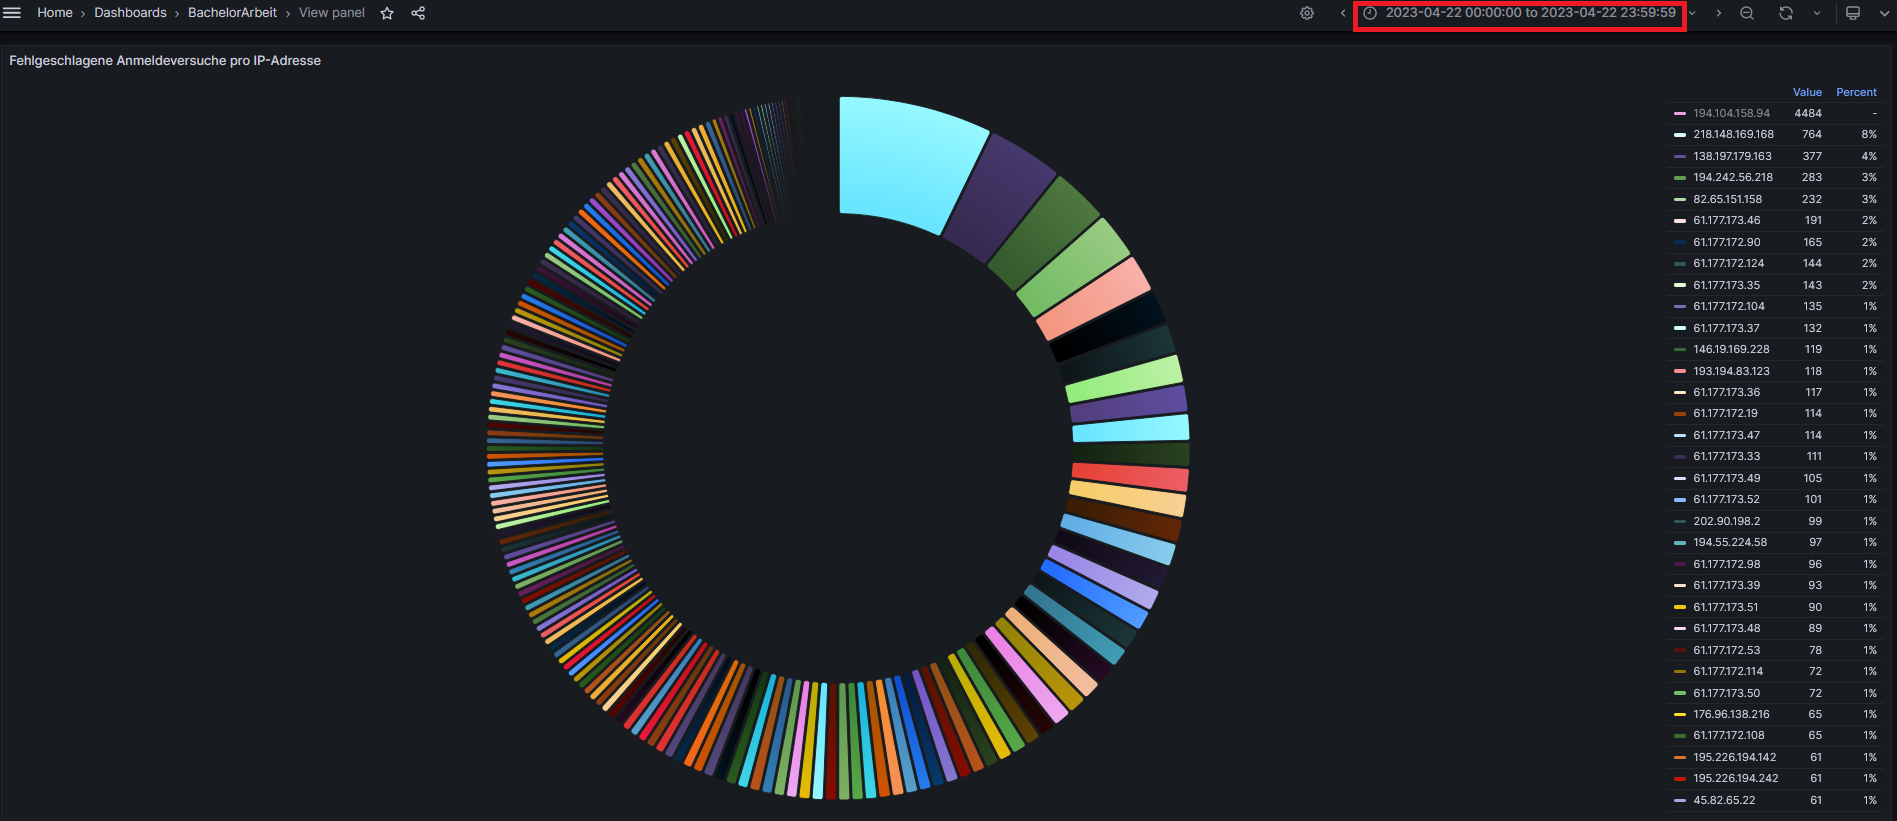 Home › Dashboards › BachelorArbeit › View panel
2023-04-22 00:00:00 to 2023-04-22 23:59:59
Fehlgeschlagene Anmeldeversuche pro IP-Adresse
Value Percent
194.104.158.94 4484 -
218.148.169.168 764 8%
138.197.179.163 377 4%
194.242.56.218 283 3%
82.65.151.158 232 3%
61.177.173.46 191 2%
61.177.172.90 165 2%
61.177.172.124 144 2%
61.177.173.35 143 2%
61.177.172.104 135 1%
61.177.173.37 132 1%
146.19.169.228 119 1%
193.194.83.123 118 1%
61.177.173.36 117 1%
61.177.172.19 114 1%
61.177.173.47 114 1%
61.177.173.33 111 1%
61.177.173.49 105 1%
61.177.173.52 101 1%
202.90.198.2 99 1%
194.55.224.58 97 1%
61.177.172.98 96 1%
61.177.173.39 93 1%
61.177.173.51 90 1%
61.177.173.48 89 1%
61.177.172.53 78 1%
61.177.172.114 72 1%
61.177.173.50 72 1%
176.96.138.216 65 1%
61.177.172.108 65 1%
195.226.194.142 61 1%
195.226.194.242 61 1%
45.82.65.22 61 1%